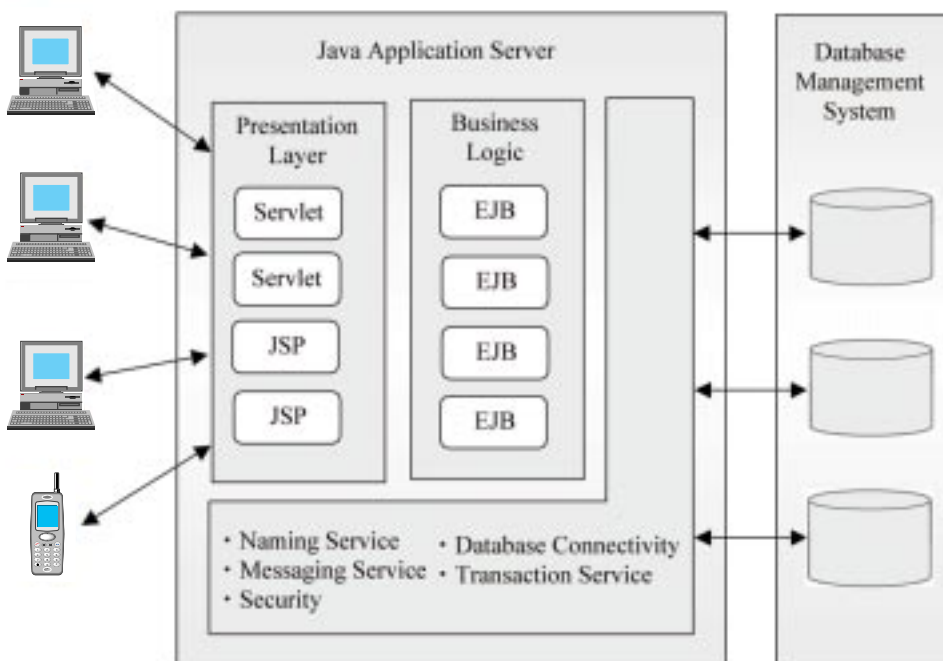 Java Application Server
Presentation
Layer
Servlet
Servlet
JSP
JSP
Business
Logic
EJB
EJB
EJB
EJB
・Naming Service
・Messaging Service
・Security
・Database Connectivity
・Transaction Service
Database
Management
System